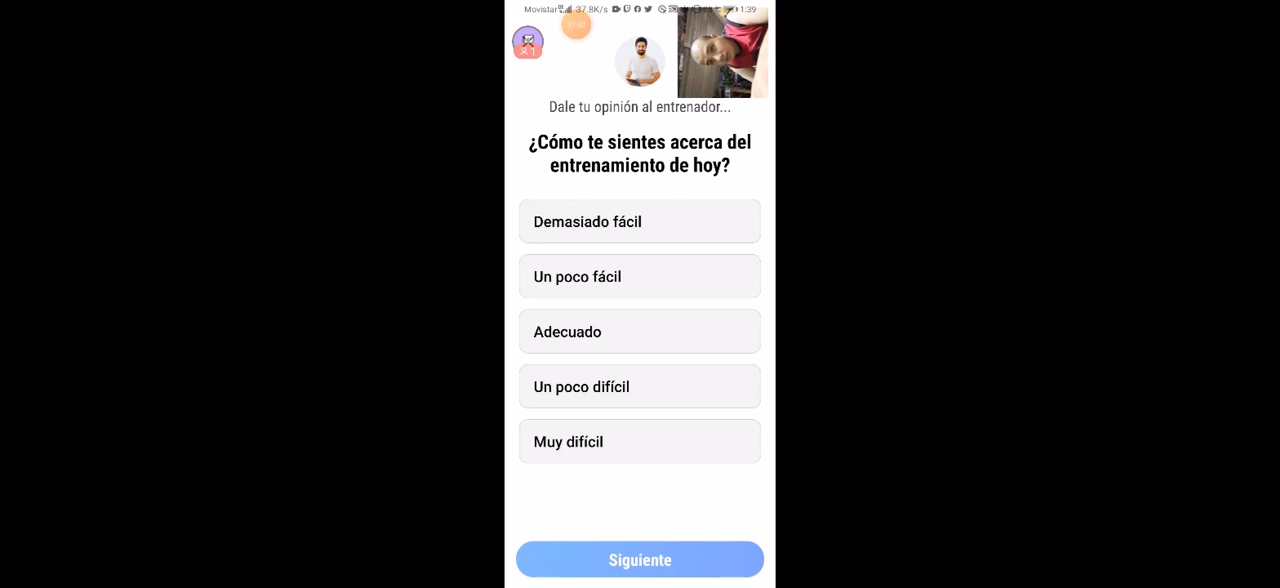 Movistar 37.8K/s 1:39
1
Dale tu opinión al entrenador...
¿Cómo te sientes acerca del
entrenamiento de hoy?
Demasiado fácil
Un poco fácil
Adecuado
Un poco difícil
Muy difícil
Siguiente